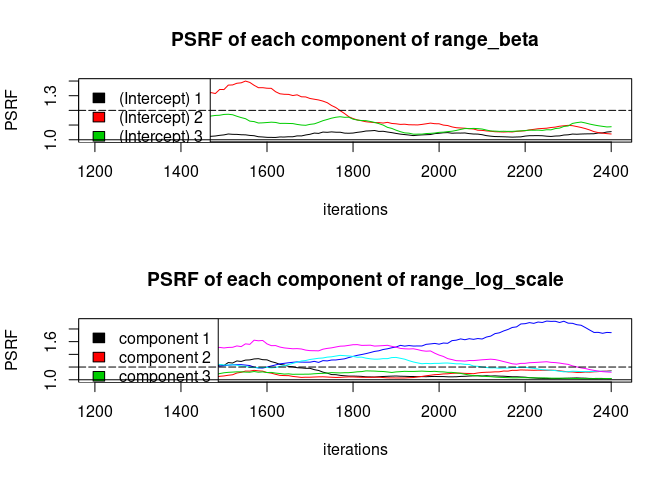 PSRF of each component of range_beta
PSRF
1.3
1.0
(Intercept) 1
(Intercept) 2
(Intercept) 3
1200 1400 1600 1800 2000 2200 2400
iterations
PSRF of each component of range_log_scale
PSRF
1.6
1.0
component 1
component 2
component 3
1200 1400 1600 1800 2000 2200 2400
iterations